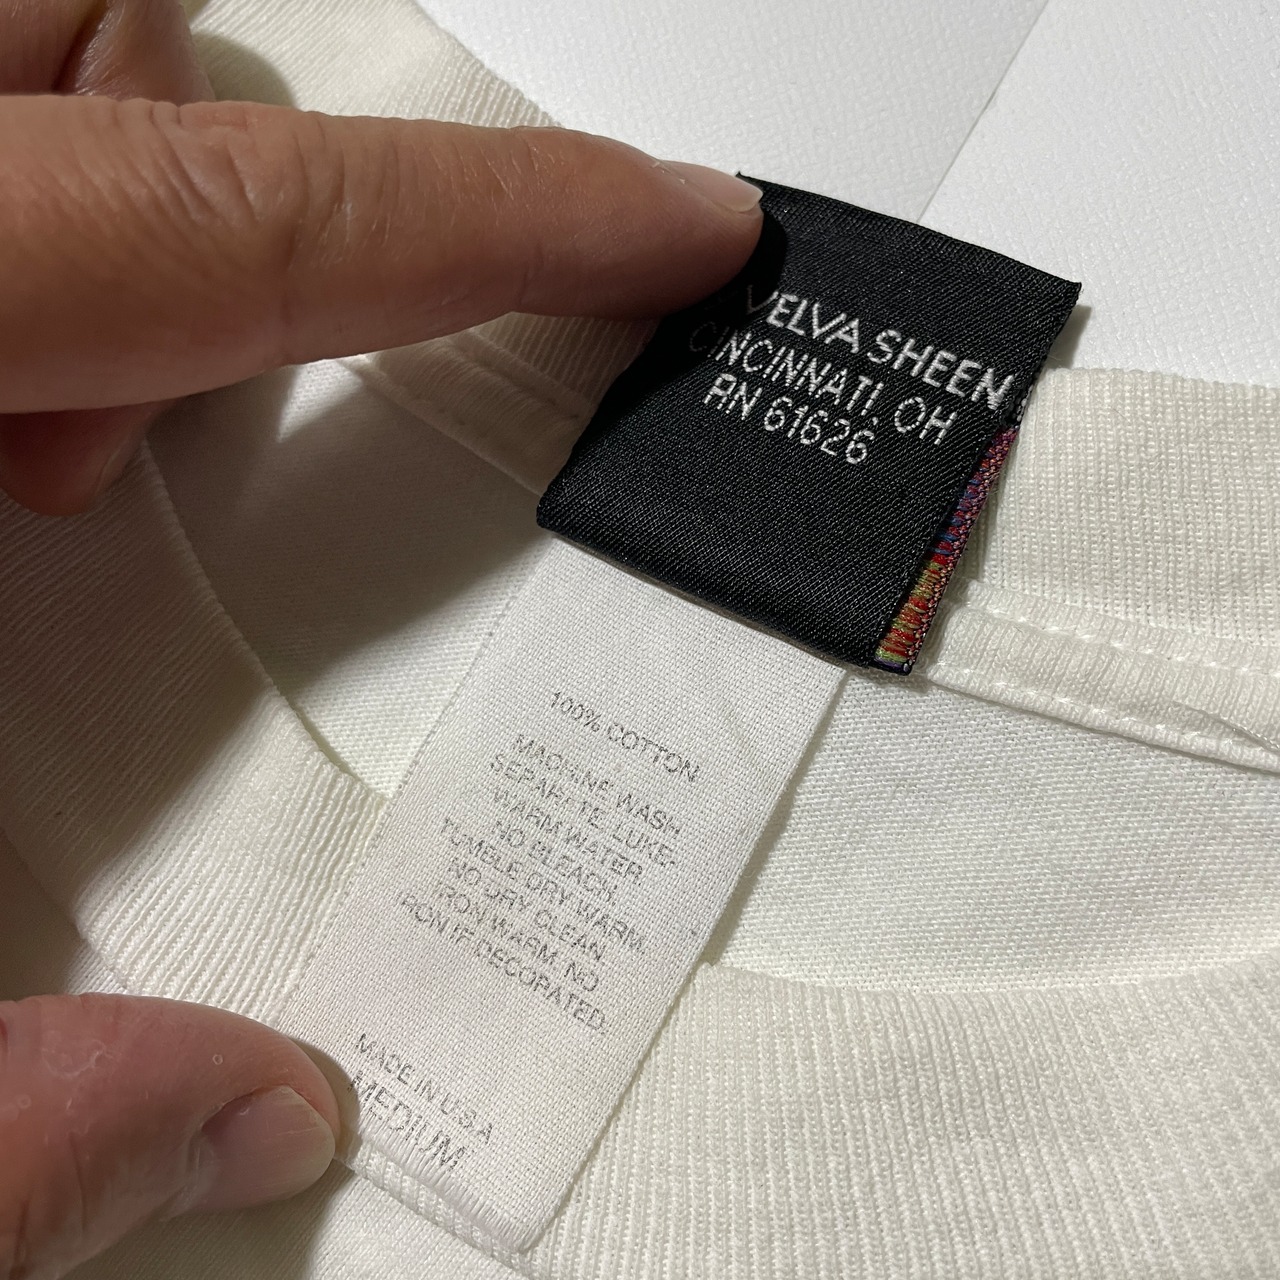 VELVA SHEEN
CINCINNATI, OH
RN 61626
100% COTTON
MACHINE WASH
SEPARATE, LUKE-
WARM WATER.
NO BLEACH,
TUMBLE DRY WARM.
NO DRY CLEAN.
IRON WARM. NO
IRON IF DECORATED.
MADE IN U.S.A
MEDIUM